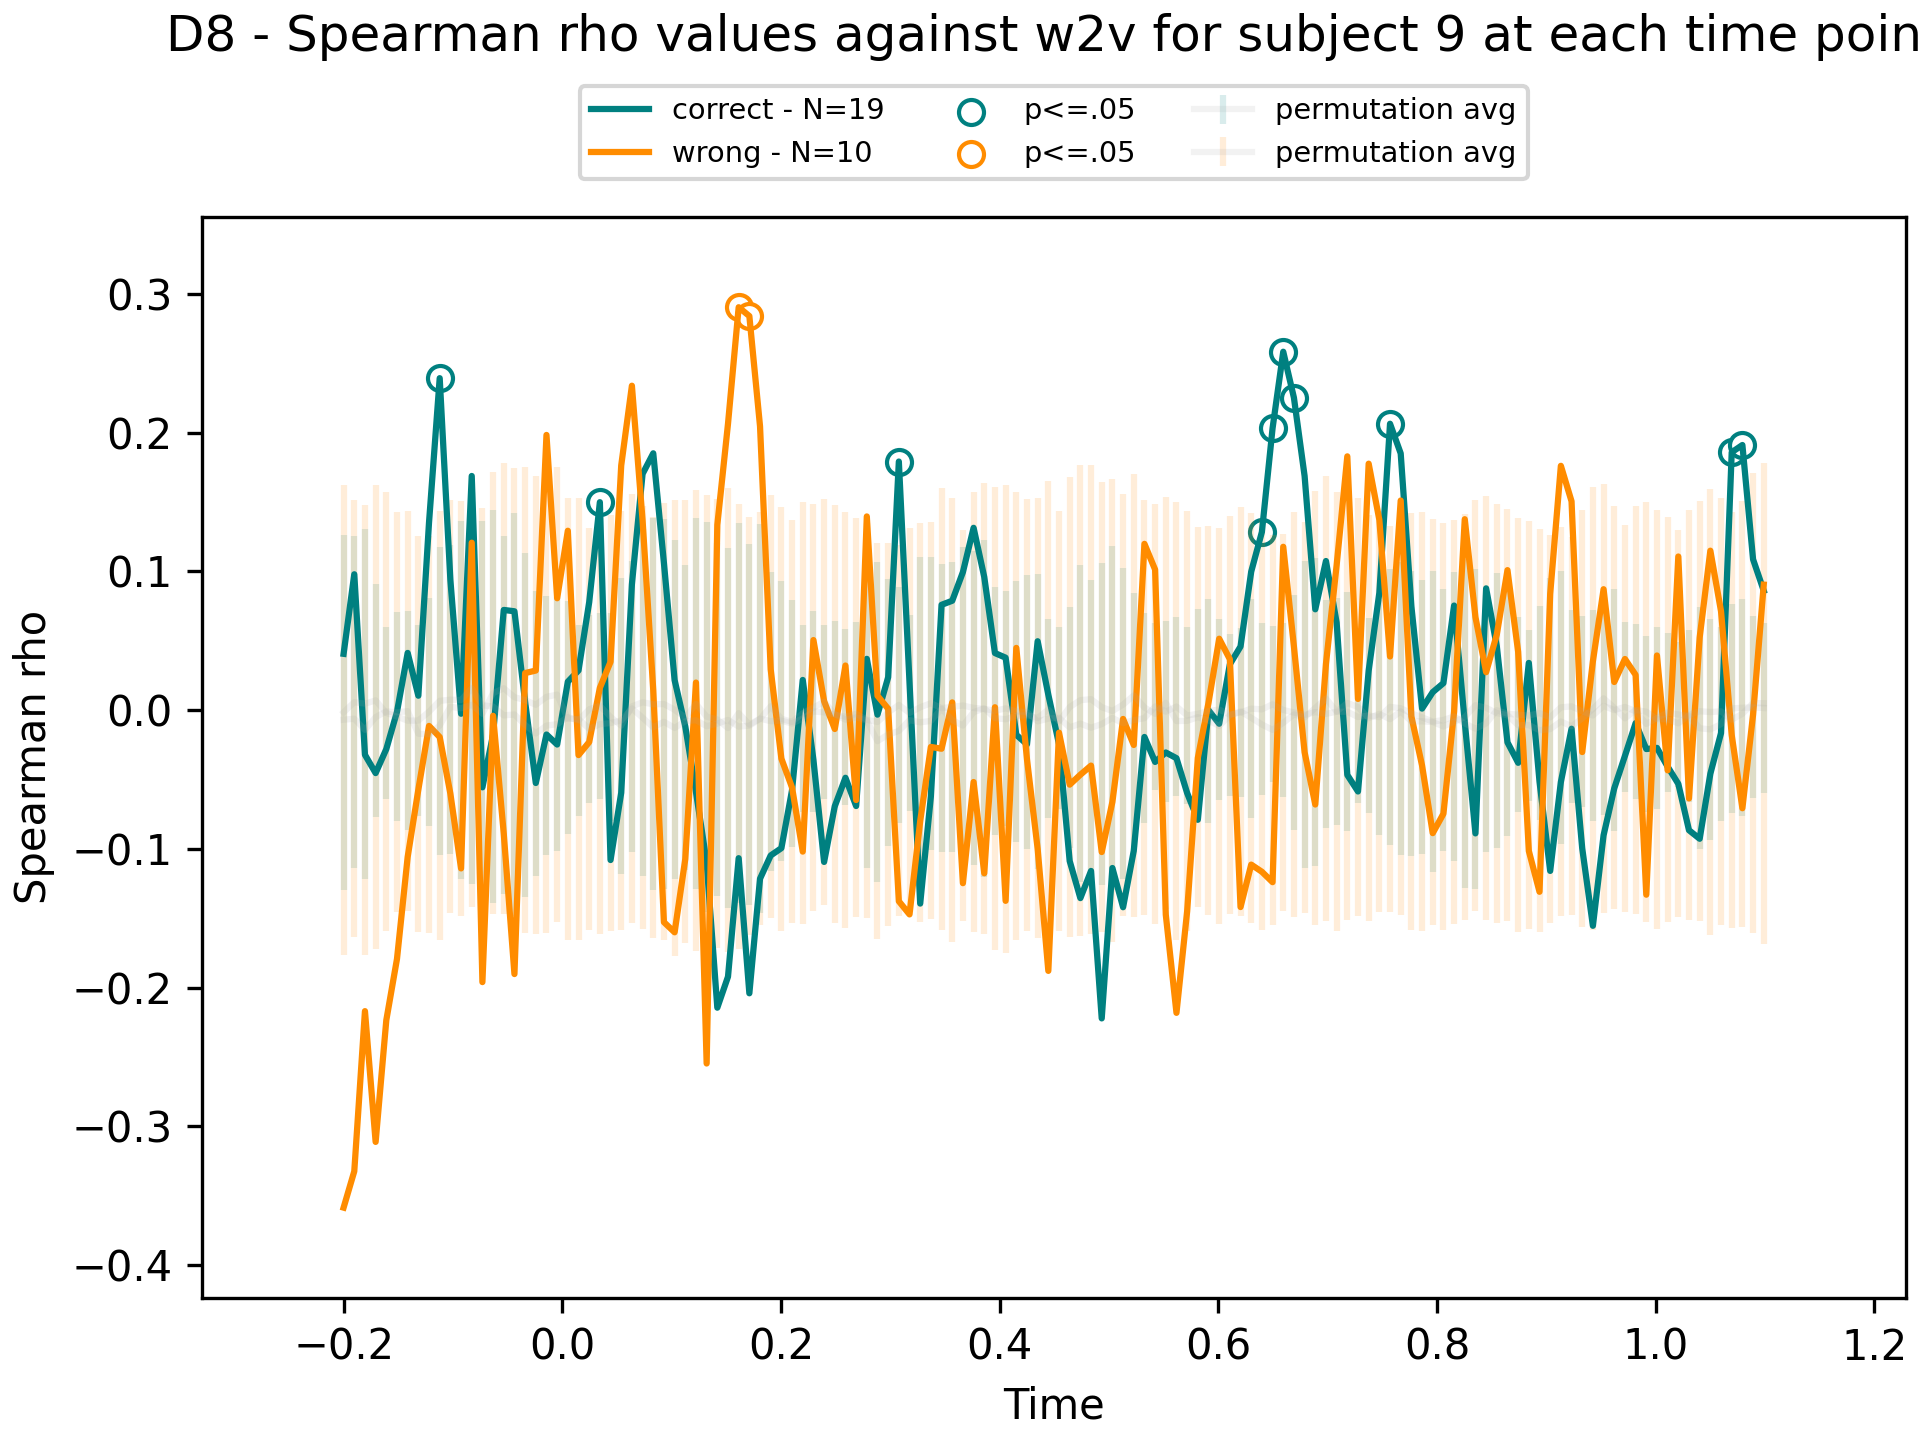 D8 - Spearman rho values against w2v for subject 9 at each time poin
correct - N=19
wrong - N=10
p<=.05
p<=.05
permutation avg
permutation avg
Spearman rho
0.3
0.2
0.1
0.0
−0.1
−0.2
−0.3
−0.4
−0.2 0.0 0.2 0.4 0.6 0.8 1.0 1.2
Time